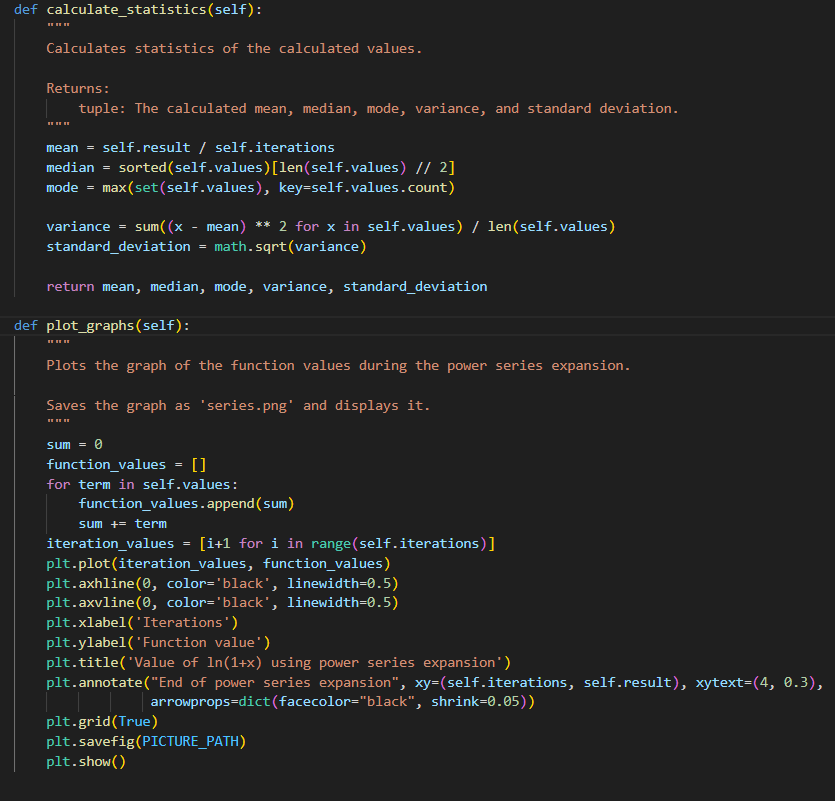 def calculate_statistics(self):
    """
    Calculates statistics of the calculated values.

    Returns:
        tuple: The calculated mean, median, mode, variance, and standard deviation.
    """
    mean = self.result / self.iterations
    median = sorted(self.values)[len(self.values) // 2]
    mode = max(set(self.values), key=self.values.count)

    variance = sum((x - mean) ** 2 for x in self.values) / len(self.values)
    standard_deviation = math.sqrt(variance)

    return mean, median, mode, variance, standard_deviation

def plot_graphs(self):
    """
    Plots the graph of the function values during the power series expansion.

    Saves the graph as 'series.png' and displays it.
    """
    sum = 0
    function_values = []
    for term in self.values:
        function_values.append(sum)
        sum += term
    iteration_values = [i+1 for i in range(self.iterations)]
    plt.plot(iteration_values, function_values)
    plt.axhline(0, color='black', linewidth=0.5)
    plt.axvline(0, color='black', linewidth=0.5)
    plt.xlabel('Iterations')
    plt.ylabel('Function value')
    plt.title('Value of ln(1+x) using power series expansion')
    plt.annotate("End of power series expansion", xy=(self.iterations, self.result), xytext=(4, 0.3),
                 arrowprops=dict(facecolor="black", shrink=0.05))
    plt.grid(True)
    plt.savefig(PICTURE_PATH)
    plt.show()